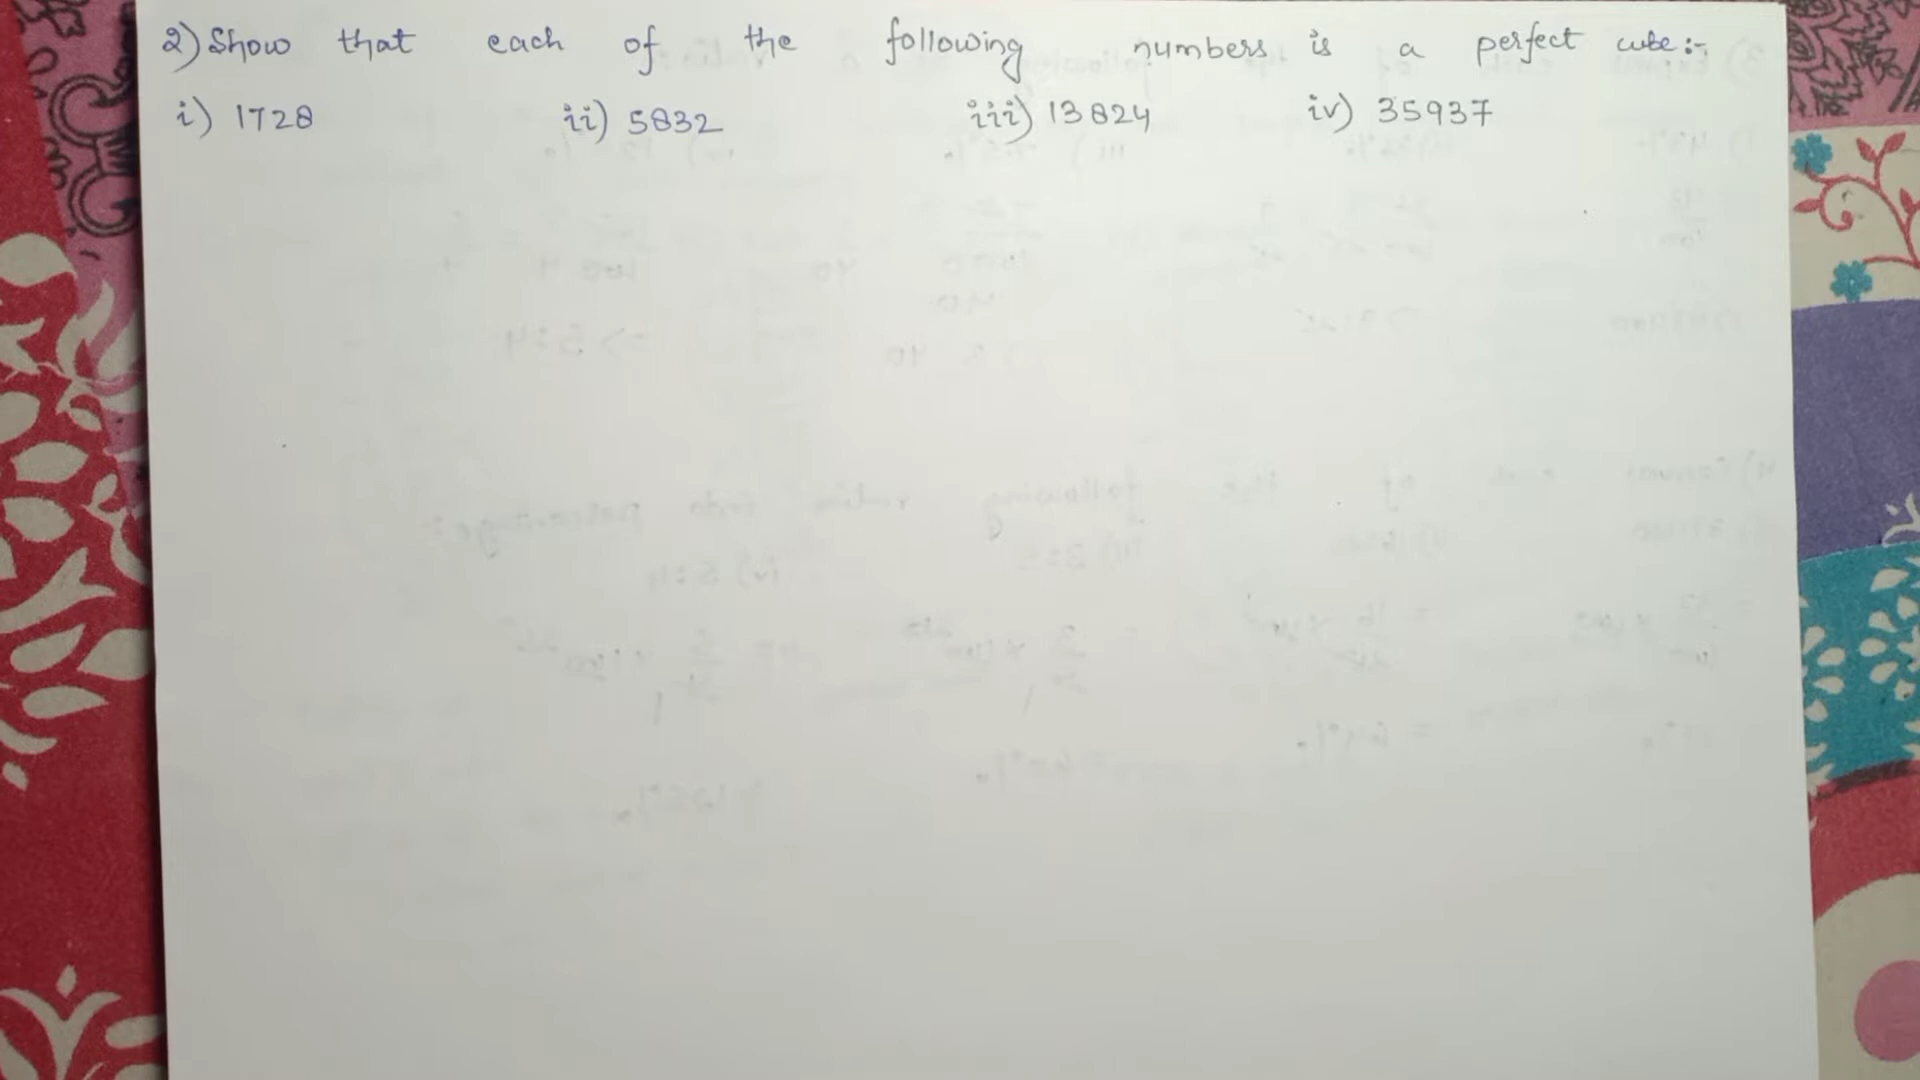 2) Show that each of the following numbers is a perfect cube:-
i) 1728 ii) 5832 iii) 13824 iv) 35937